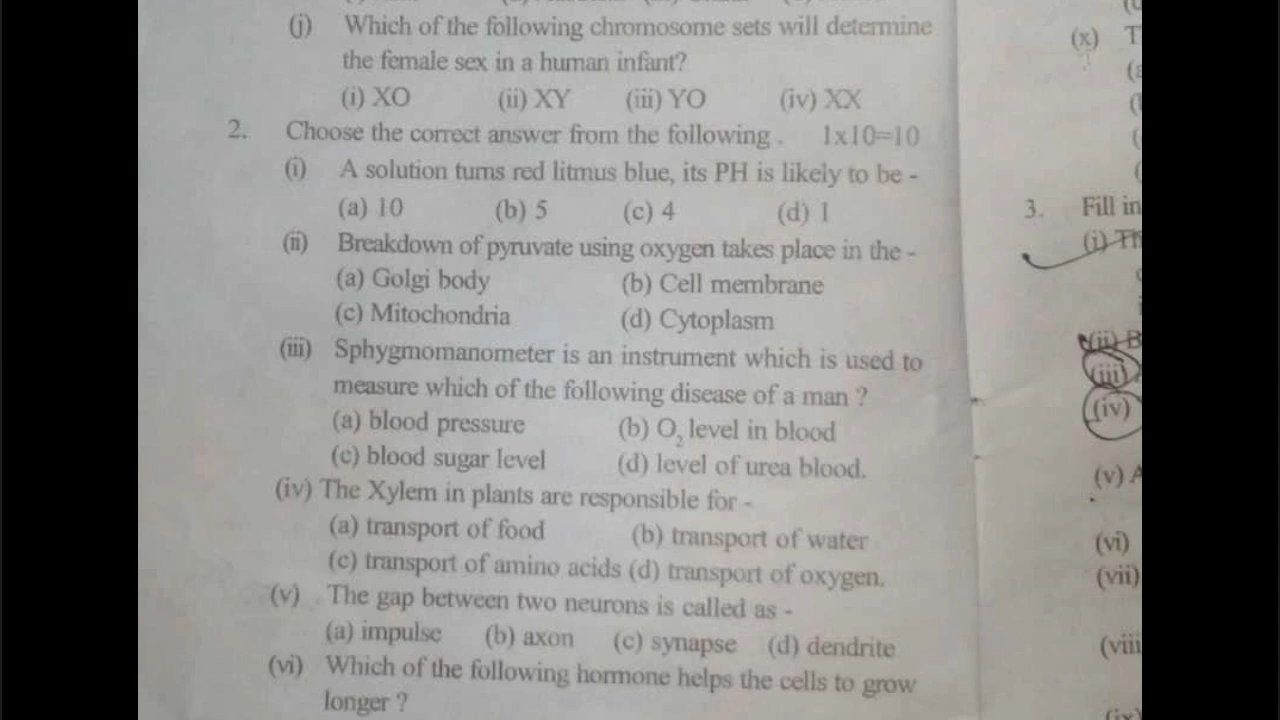 (j) Which of the following chromosome sets will determine
the female sex in a human infant?
(i) XO (ii) XY (iii) YO (iv) XX
2. Choose the correct answer from the following . 1x10=10
(i) A solution turns red litmus blue, its PH is likely to be -
(a) 10 (b) 5 (c) 4 (d) 1
(ii) Breakdown of pyruvate using oxygen takes place in the -
(a) Golgi body (b) Cell membrane
(c) Mitochondria (d) Cytoplasm
(iii) Sphygmomanometer is an instrument which is used to
measure which of the following disease of a man ?
(a) blood pressure (b) O₂ level in blood
(c) blood sugar level (d) level of urea blood.
(iv) The Xylem in plants are responsible for -
(a) transport of food (b) transport of water
(c) transport of amino acids (d) transport of oxygen.
(v) The gap between two neurons is called as -
(a) impulse (b) axon (c) synapse (d) dendrite
(vi) Which of the following hormone helps the cells to grow
longer ?
(x) T
3. Fill in
(i) Th
(ii) B
(iii)
(iv)
(v) A
(vi)
(vii)
(viii